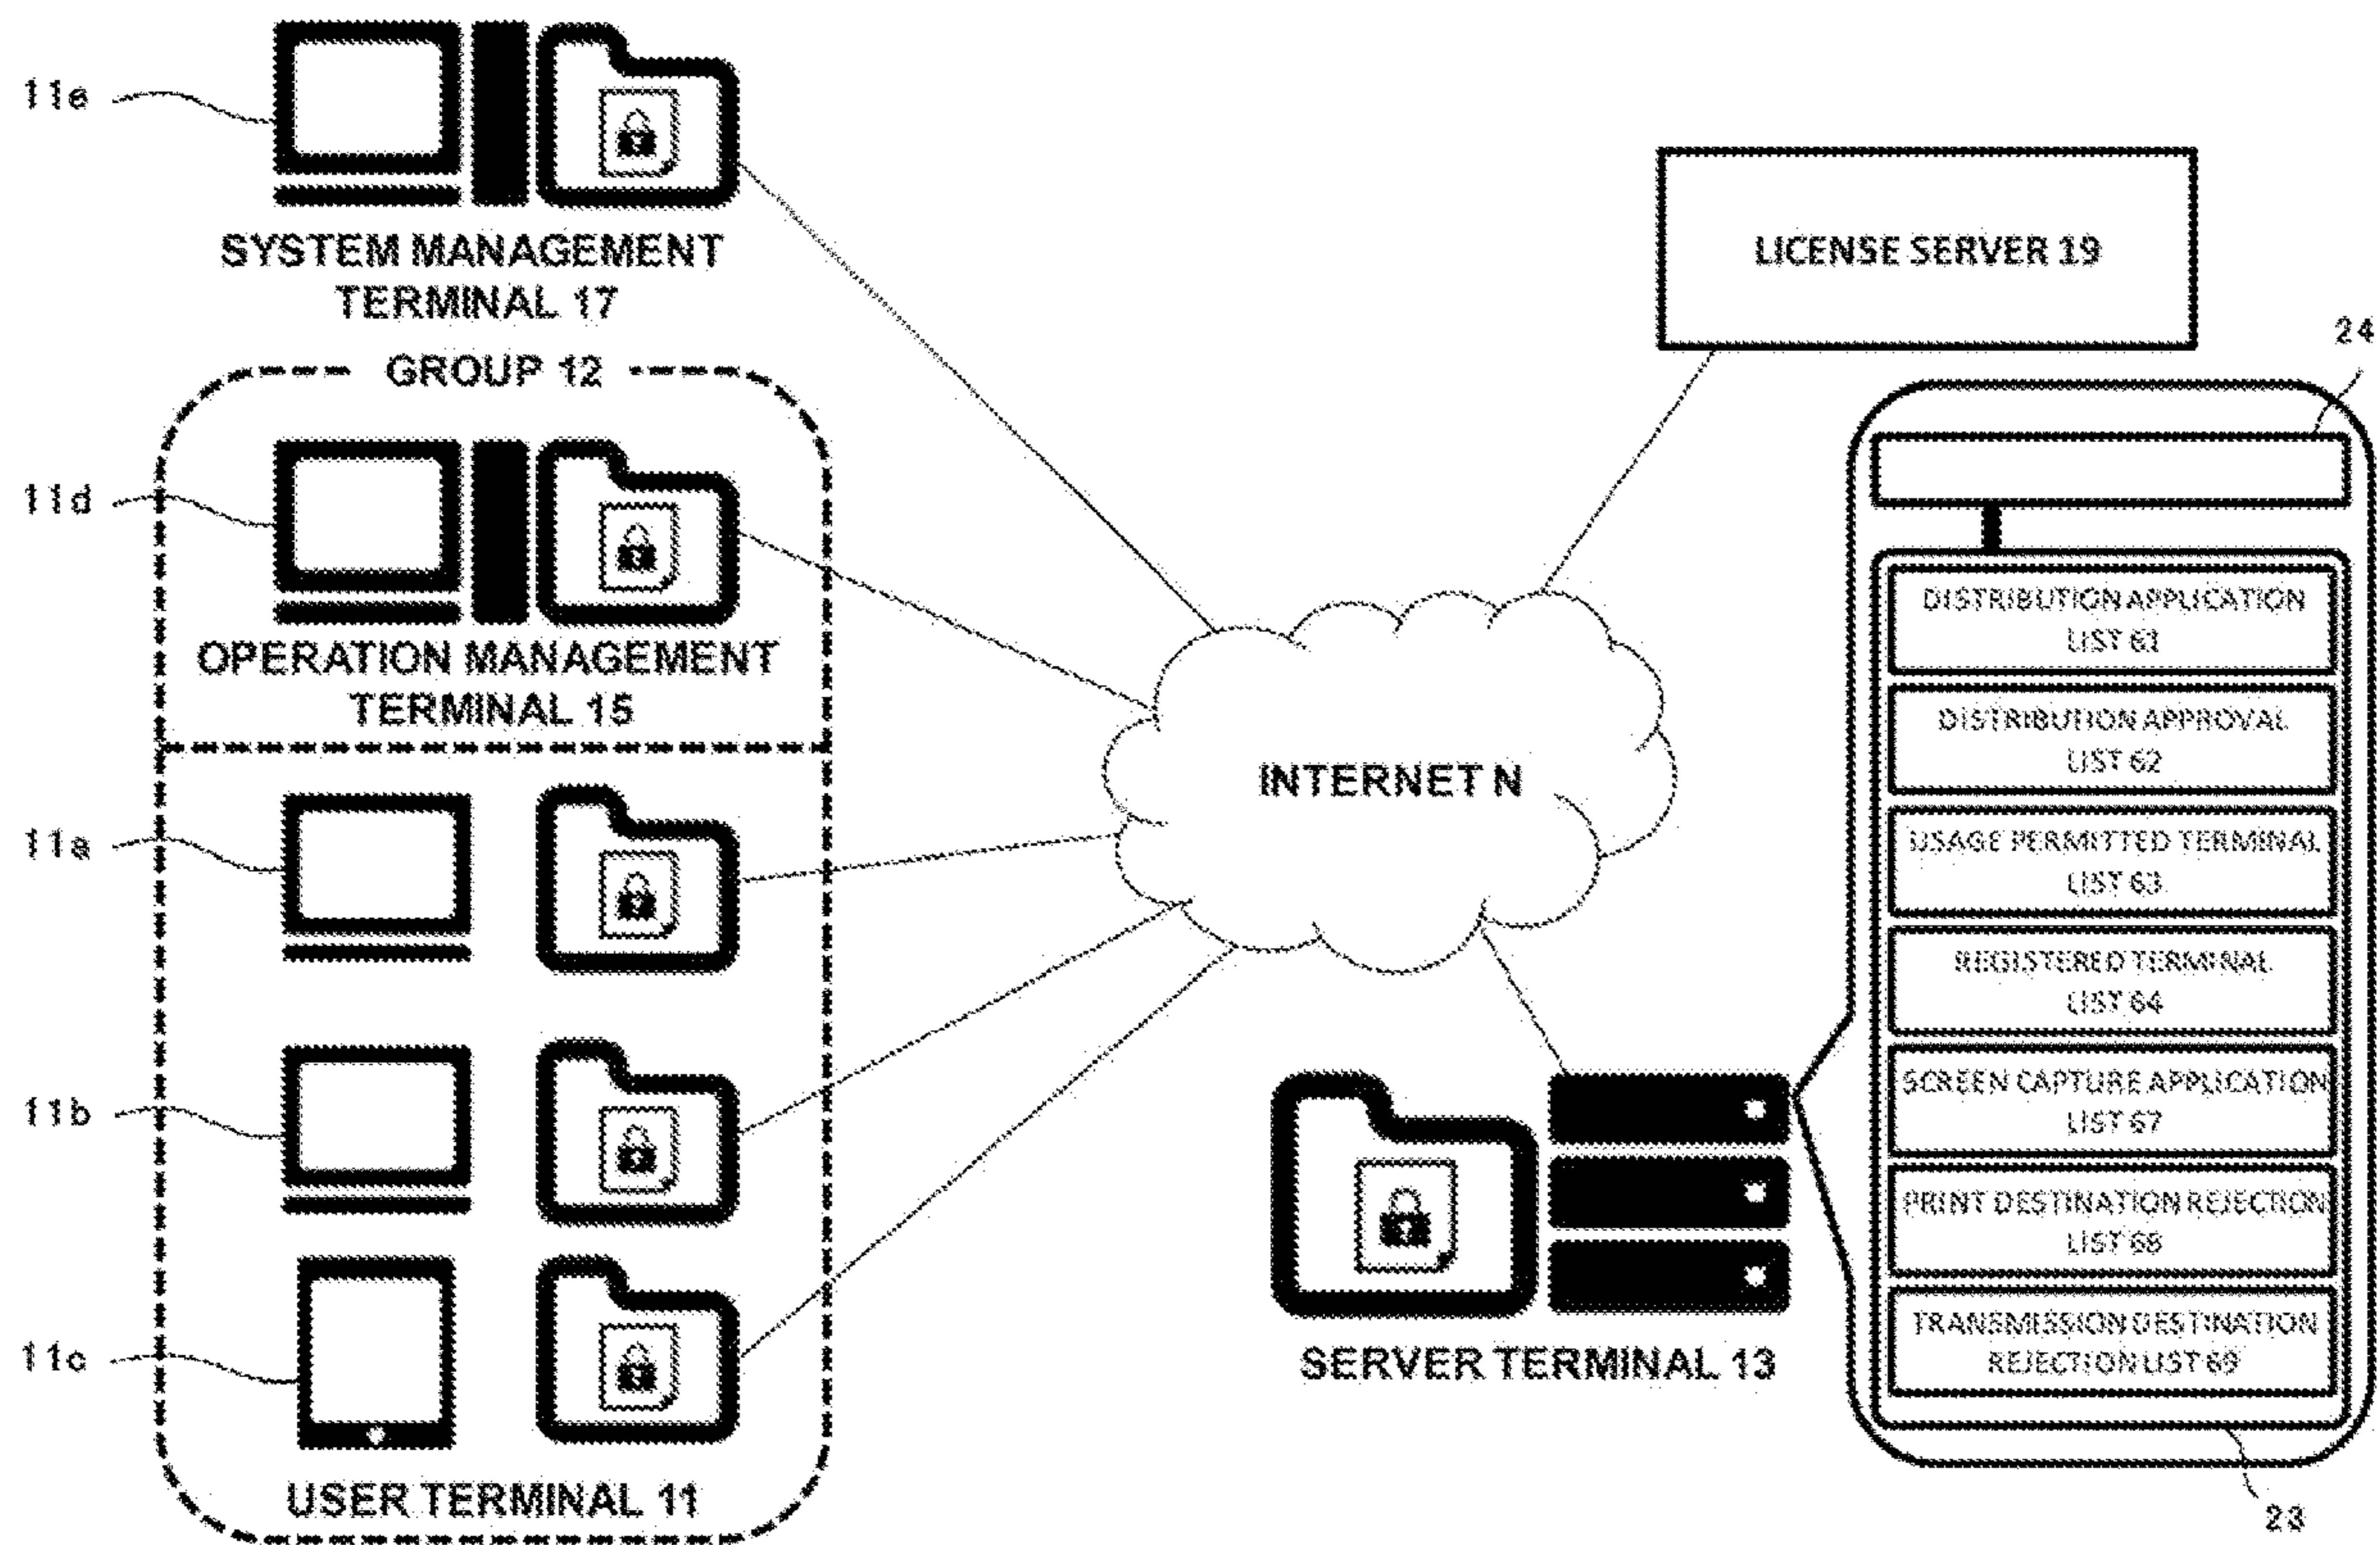 11e
SYSTEM MANAGEMENT
TERMINAL 17
GROUP 12
11d
OPERATION MANAGEMENT
TERMINAL 15
11a
11b
11c
USER TERMINAL 11
INTERNET N
LICENSE SERVER 19
SERVER TERMINAL 13
24
DISTRIBUTION APPLICATION
LIST 61
DISTRIBUTION APPROVAL
LIST 62
USAGE PERMITTED TERMINAL
LIST 63
REGISTERED TERMINAL
LIST 64
SCREEN CAPTURE APPLICATION
LIST 67
PRINT DESTINATION REJECTION
LIST 68
TRANSMISSION DESTINATION
REJECTION LIST 69
23